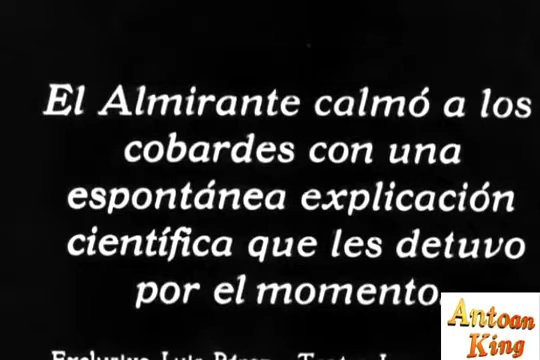 El Almirante calmó a los
cobardes con una
espontánea explicación
científica que les detuvo
por el momento.
Antoan
King